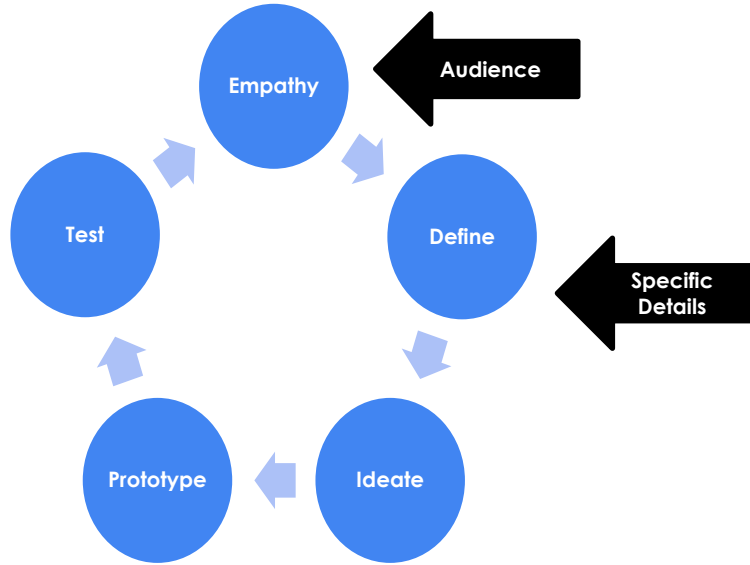 Empathy
Audience
Test
Define
Specific
Details
Prototype
Ideate